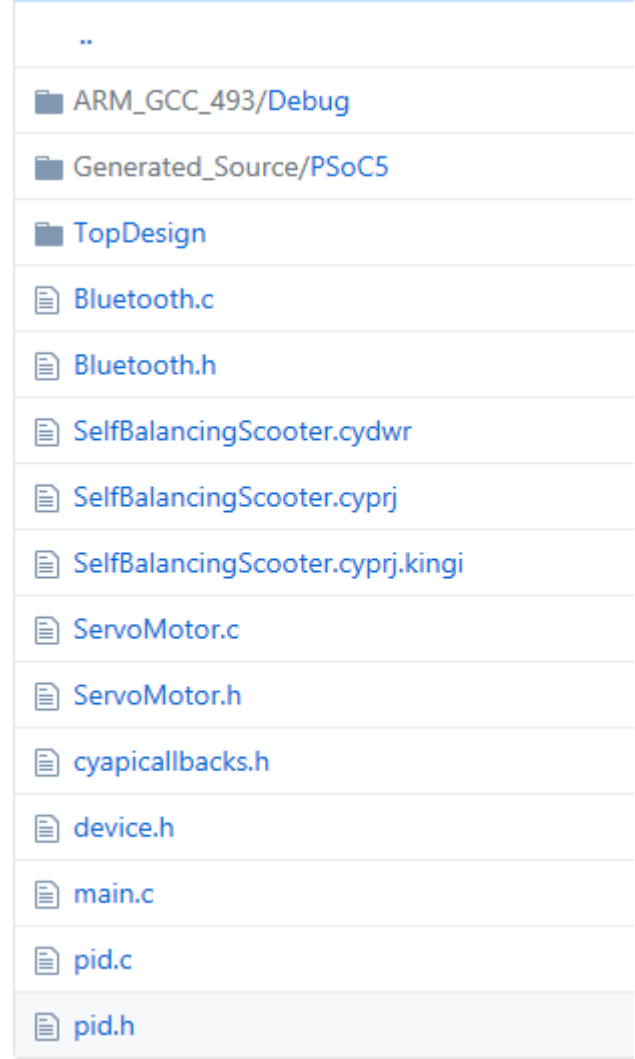 ..
ARM_GCC_493/Debug
Generated_Source/PSoC5
TopDesign
Bluetooth.c
Bluetooth.h
SelfBalancingScooter.cydwr
SelfBalancingScooter.cyprj
SelfBalancingScooter.cyprj.kingi
ServoMotor.c
ServoMotor.h
cyapicallbacks.h
device.h
main.c
pid.c
pid.h